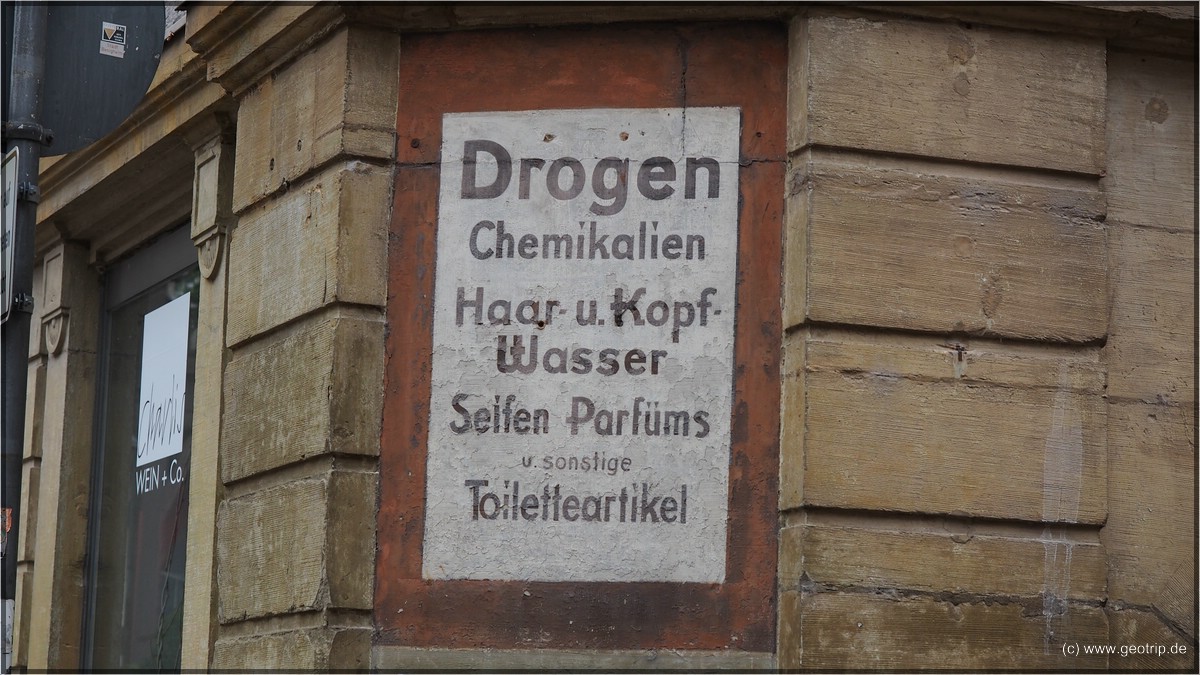 Drogen
Chemikalien
Haar- u. Kopf-
Wasser
Seifen Parfüms
u. sonstige
Toiletteartikel
WEIN + Co.
(c) www.geotrip.de